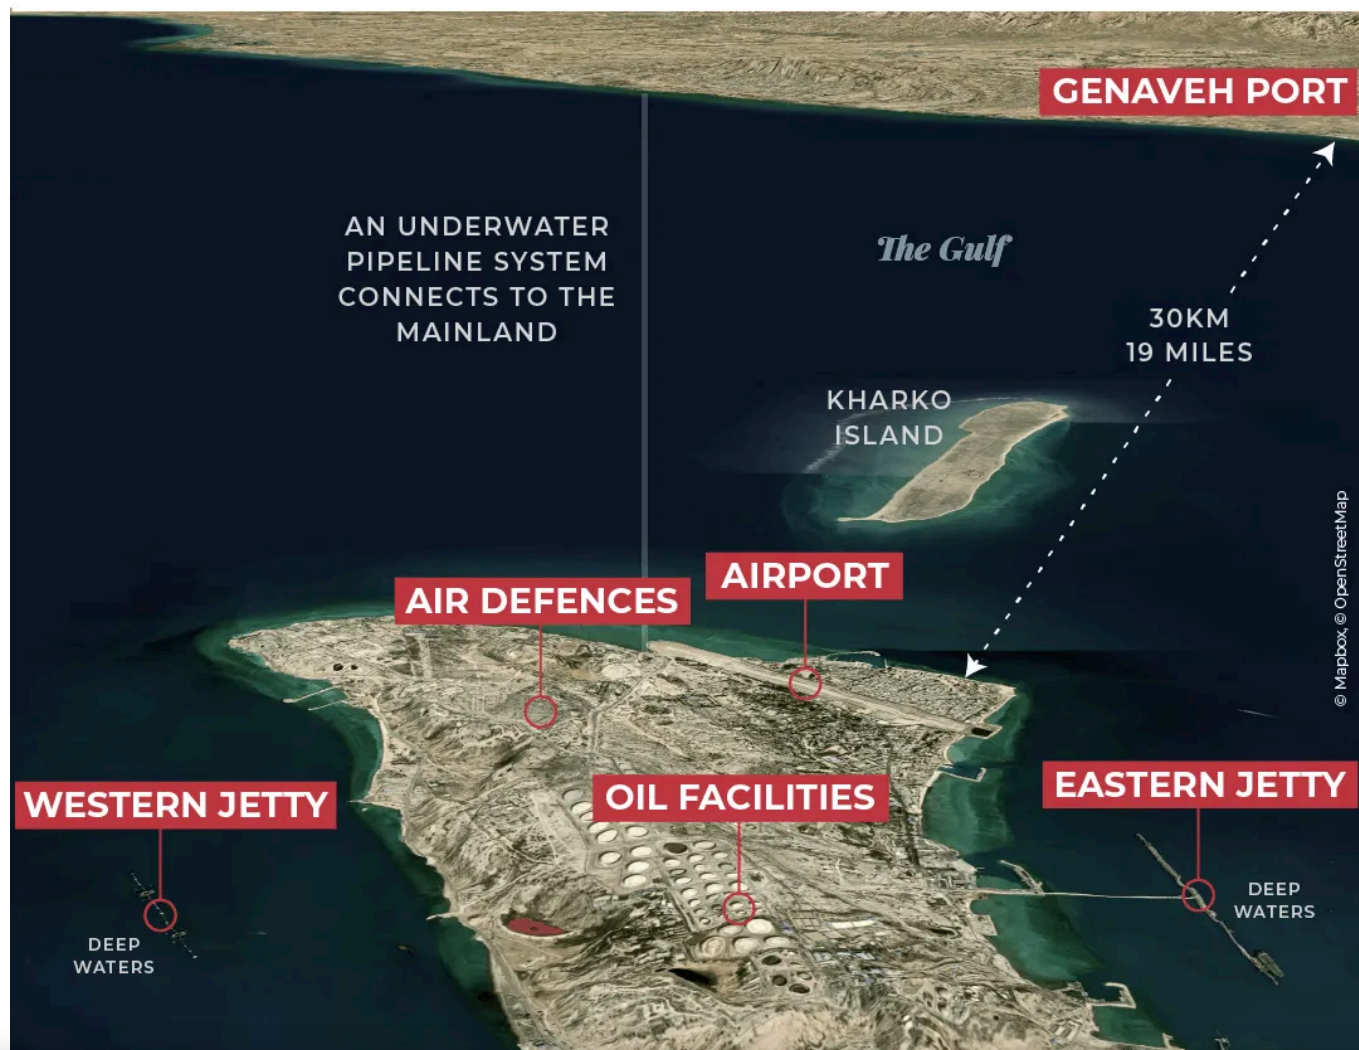 GENAVEH PORT
AN UNDERWATER
PIPELINE SYSTEM
CONNECTS TO THE
MAINLAND
The Gulf
30KM
19 MILES
KHARKO
ISLAND
AIRPORT
AIR DEFENCES
© Mapbox, © OpenStreetMap
WESTERN JETTY
OIL FACILITIES
EASTERN JETTY
DEEP
WATERS
DEEP
WATERS